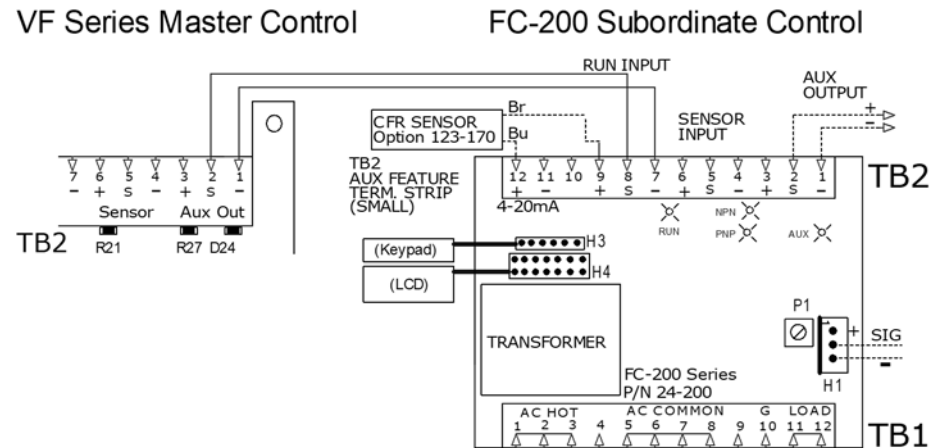 VF Series Master Control
FC-200 Subordinate Control
RUN INPUT
AUX
OUTPUT
+
-
CFR SENSOR
Option 123-170
Br
Bu
SENSOR
INPUT
TB2
AUX FEATURE
TERM. STRIP
(SMALL)
7 6 5 4 3 2 1
- + S - + S -
Sensor Aux Out
TB2
R21 R27 D24
12 11 10 9 8 7 6 5 4 3 2 1
+ - + S - + S - + S -
TB2
4-20mA
RUN
NPN
PNP
AUX
(Keypad)
H3
(LCD)
H4
TRANSFORMER
P1
1
+
SIG
-
H1
FC-200 Series
P/N 24-200
AC HOT AC COMMON G LOAD
1 2 3 4 5 6 7 8 9 10 11 12
TB1